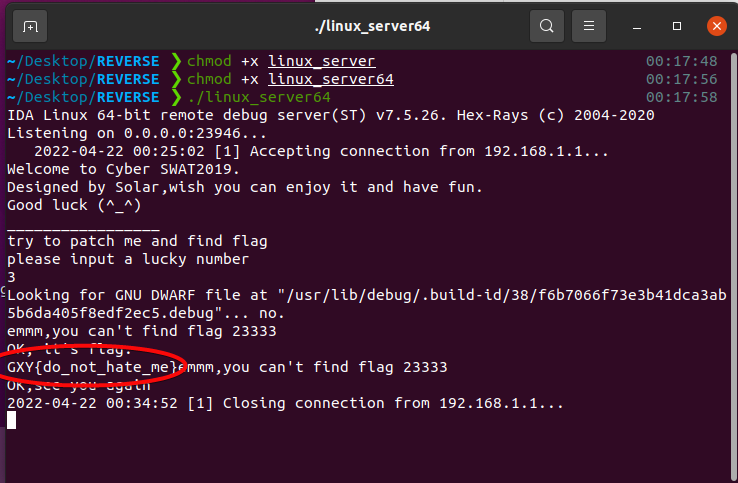 ./linux_server64
~/Desktop/REVERSE ❯ chmod +x linux_server 00:17:48
~/Desktop/REVERSE ❯ chmod +x linux_server64 00:17:56
~/Desktop/REVERSE ❯ ./linux_server64 00:17:58
IDA Linux 64-bit remote debug server(ST) v7.5.26. Hex-Rays (c) 2004-2020
Listening on 0.0.0.0:23946...
2022-04-22 00:25:02 [1] Accepting connection from 192.168.1.1...
Welcome to Cyber SWAT2019.
Designed by Solar,wish you can enjoy it and have fun.
Good luck (^_^)
_________________
try to patch me and find flag
please input a lucky number
3
Looking for GNU DWARF file at "/usr/lib/debug/.build-id/38/f6b7066f73e3b41dca3ab
5b6da405f8edf2ec5.debug"... no.
emmm,you can't find flag 23333
OK, it's flag:
GXY{do_not_hate_me}emmm,you can't find flag 23333
OK,see you again
2022-04-22 00:34:52 [1] Closing connection from 192.168.1.1...